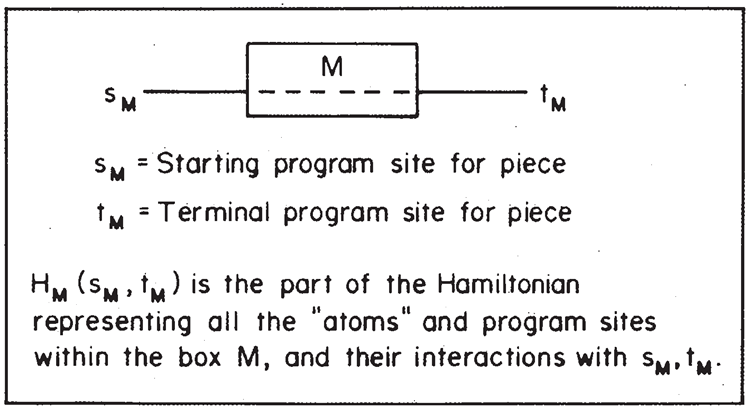 M
s_M t_M
s_M = Starting program site for piece
t_M = Terminal program site for piece
H_M (s_M, t_M) is the part of the Hamiltonian
representing all the "atoms" and program sites
within the box M, and their interactions with s_M, t_M.